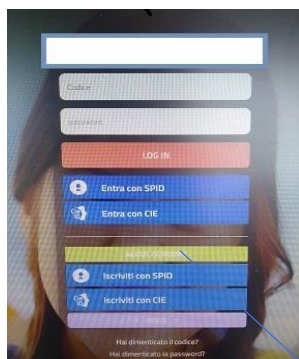 Codice
password
LOG IN
Entra con SPID
Entra con CIE
Iscriviti con SPID
Iscriviti con CIE
Hai dimenticato il codice?
Hai dimenticato la password?